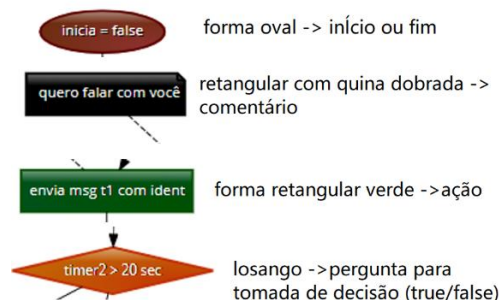 inicia = false
forma oval -> início ou fim
quero falar com você
retangular com quina dobrada ->
comentário
envia msg t1 com ident
forma retangular verde ->ação
timer2 > 20 sec
losango ->pergunta para
tomada de decisão (true/false)